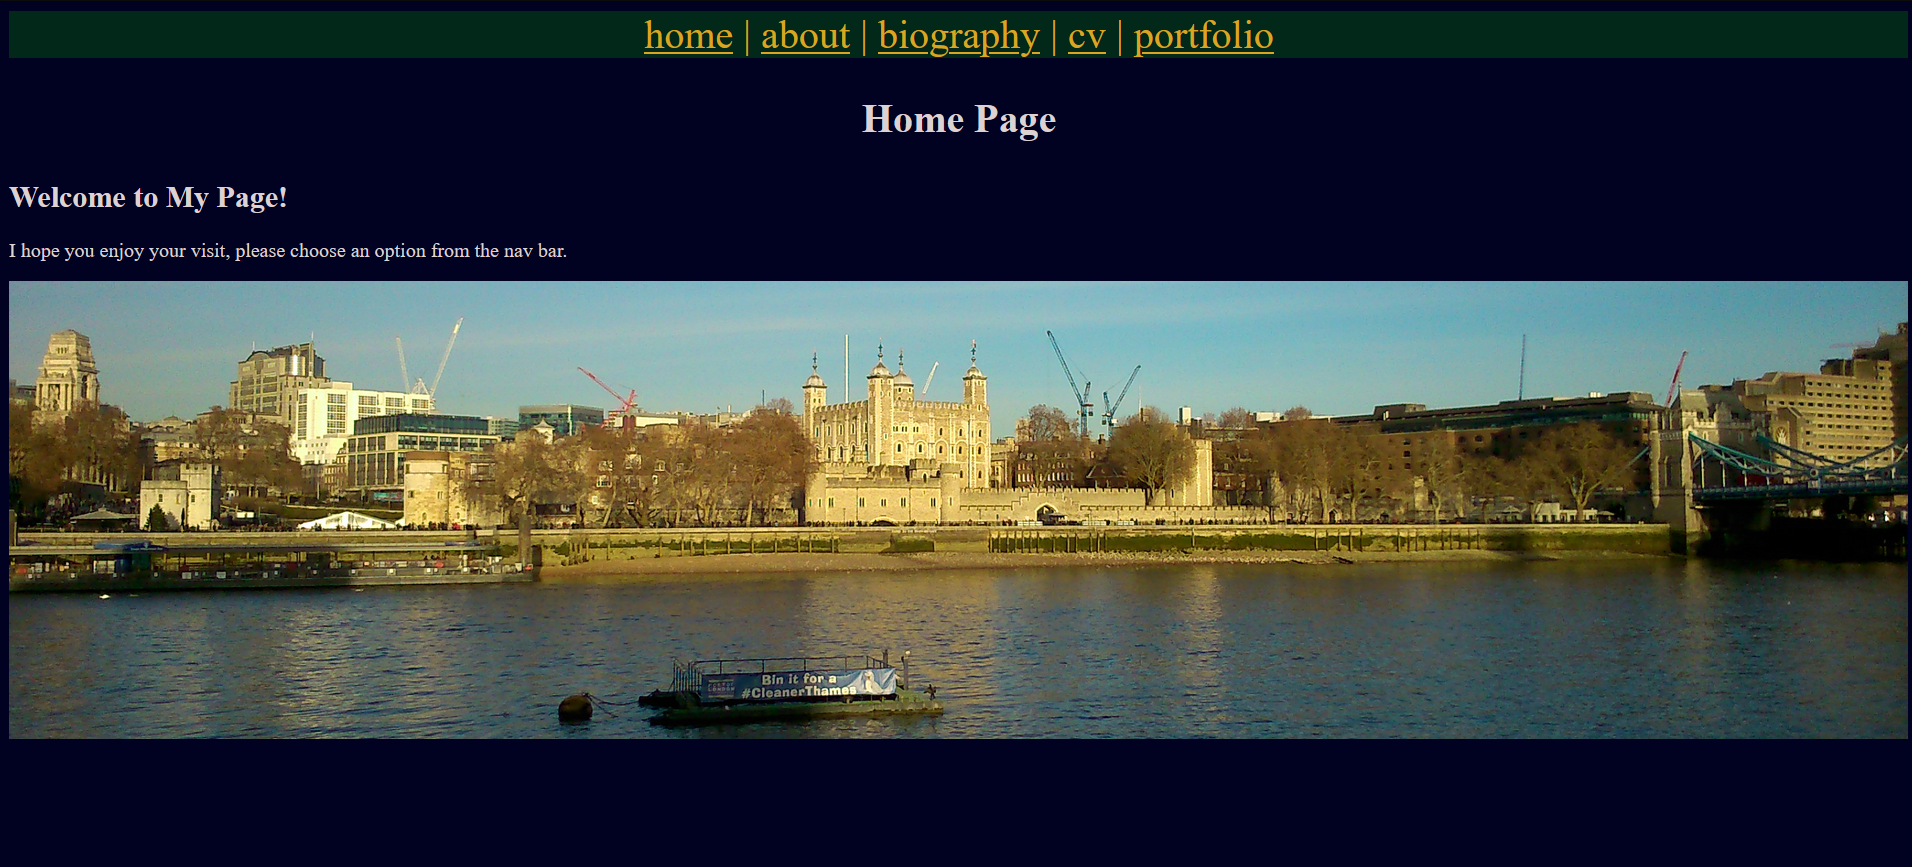 home | about | biography | cv | portfolio
Home Page
Welcome to My Page!
I hope you enjoy your visit, please choose an option from the nav bar.
Bin it for a
#CleanerThames